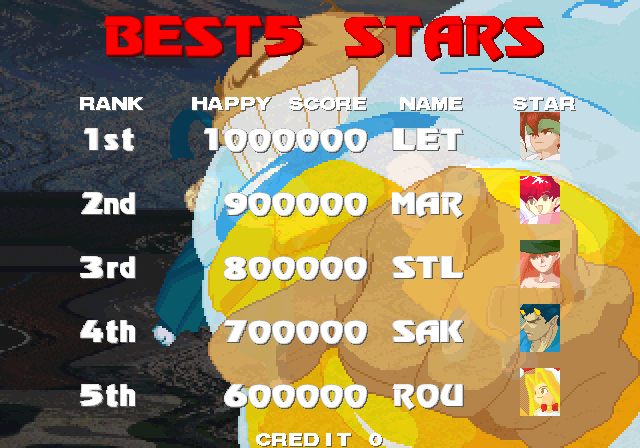 BEST5 STARS
RANK HAPPY SCORE NAME STAR
1st 1000000 LET
2nd 900000 MAR
3rd 800000 STL
4th 700000 SAK
5th 600000 ROU
CREDIT 0